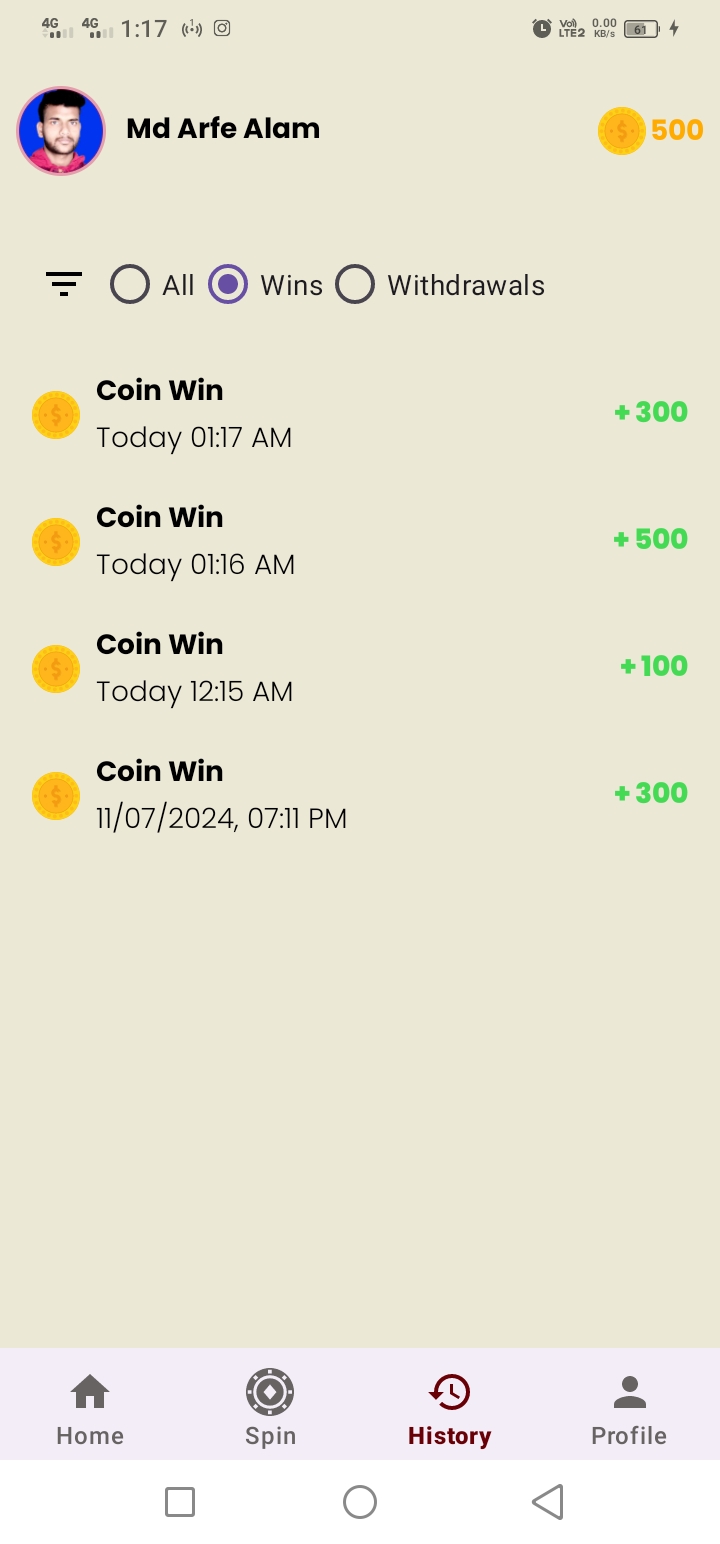 4G 4G 1:17 Vo) LTE2 0.00 KB/s 61
Md Arfe Alam 500
All Wins Withdrawals
Coin Win
Today 01:17 AM
+300
Coin Win
Today 01:16 AM
+500
Coin Win
Today 12:15 AM
+100
Coin Win
11/07/2024, 07:11 PM
+300
Home Spin History Profile